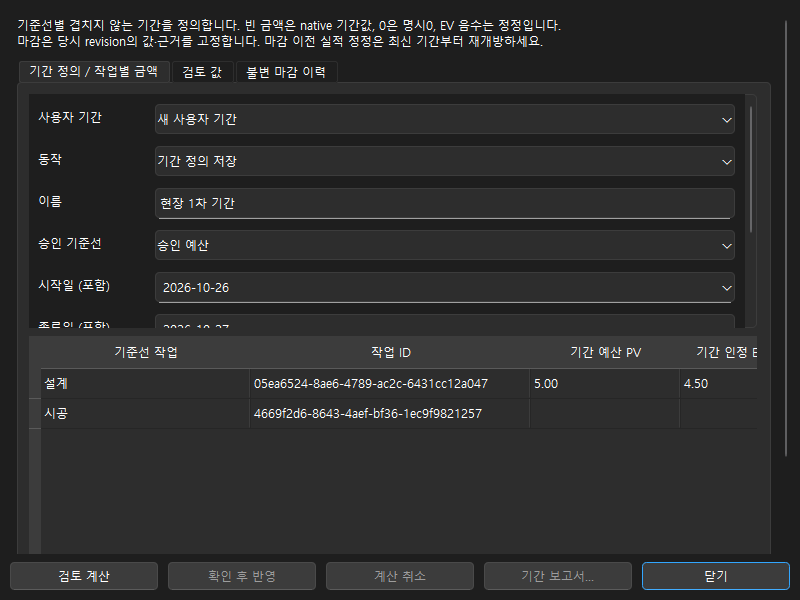 기준선별 겹치지 않는 기간을 정의합니다. 빈 금액은 native 기간값, 0은 명시0, EV 음수는 정정입니다.
마감은 당시 revision의 값·근거를 고정합니다. 마감 이전 실적 정정은 최신 기간부터 재개방하세요.
기간 정의 / 작업별 금액 검토 값 불변 마감 이력
사용자 기간 새 사용자 기간
동작 기간 정의 저장
이름 현장 1차 기간
승인 기준선 승인 예산
시작일 (포함) 2026-10-26
종료일 (포함) 2026-10-27
기준선 작업 작업 ID 기간 예산 PV 기간 인정 E
설계 05ea6524-8ae6-4789-ac2c-6431cc12a047 5.00 4.50
시공 4669f2d6-8643-4aef-bf36-1ec9f9821257
검토 계산 확인 후 반영 계산 취소 기간 보고서... 닫기